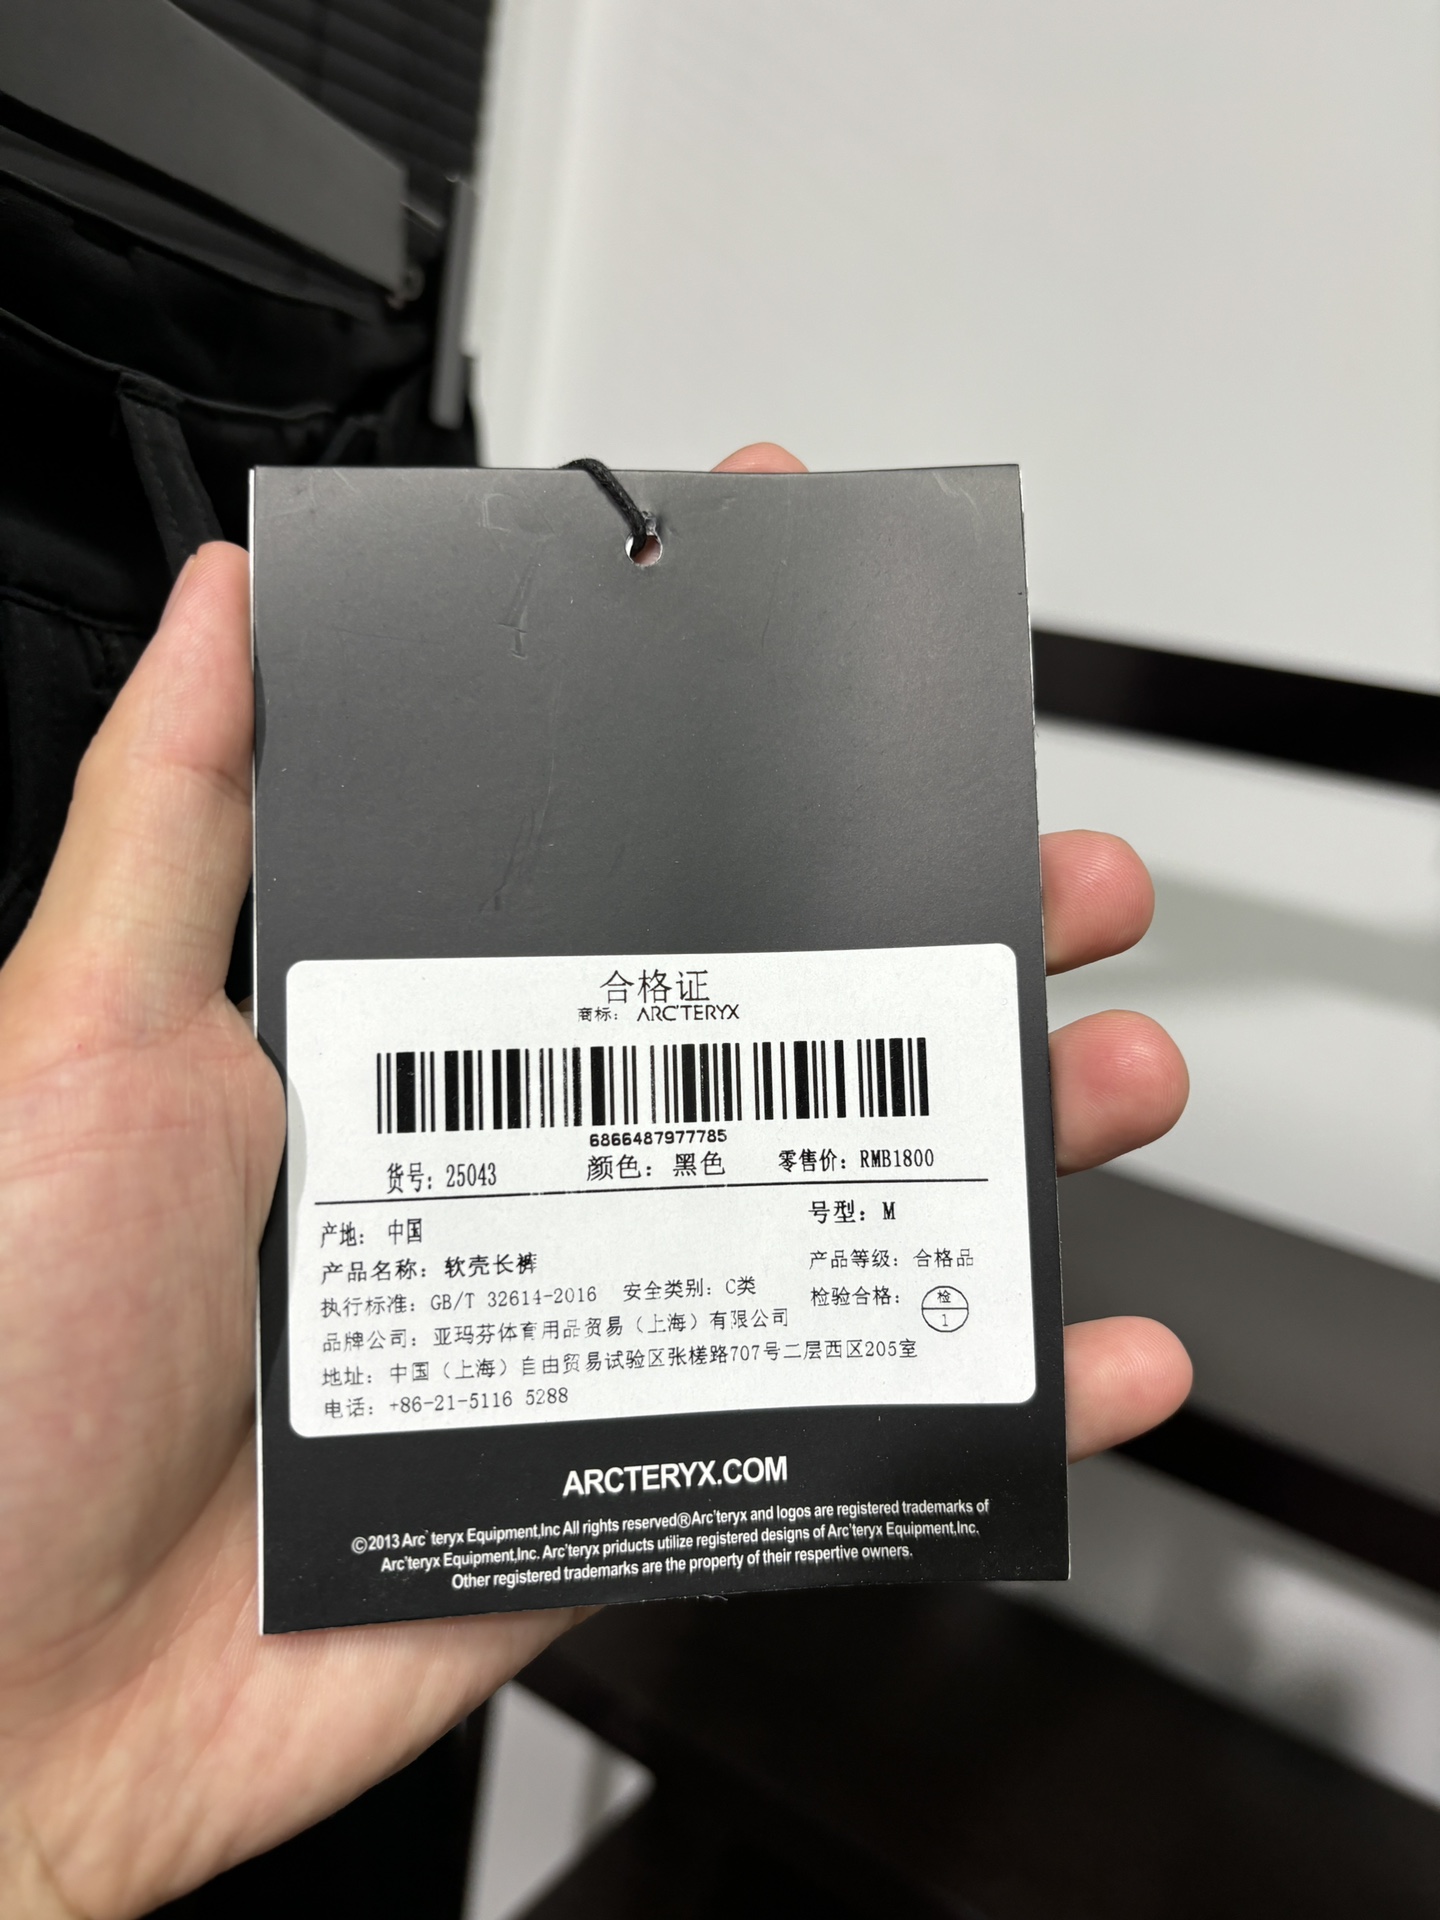 合格证
商标： ARC'TERYX
6866487977785
货号：25043 颜色：黑色 零售价：RMB1800
产地： 中国 号型：M
产品名称：软壳长裤 产品等级：合格品
执行标准：GB/T 32614-2016 安全类别：C类 检验合格： 检 1
品牌公司：亚玛芬体育用品贸易（上海）有限公司
地址：中国（上海）自由贸易试验区张槎路707号二层西区205室
电话：+86-21-5116 5288
ARCTERYX.COM
©2013 Arc`teryx Equipment,Inc All rights reserved®Arc'teryx and logos are registered trademarks of
Arc'teryx Equipment,Inc. Arc'teryx priducts utilize registered designs of Arc'teryx Equipment,Inc.
Other registered trademarks are the property of their respertive owners.